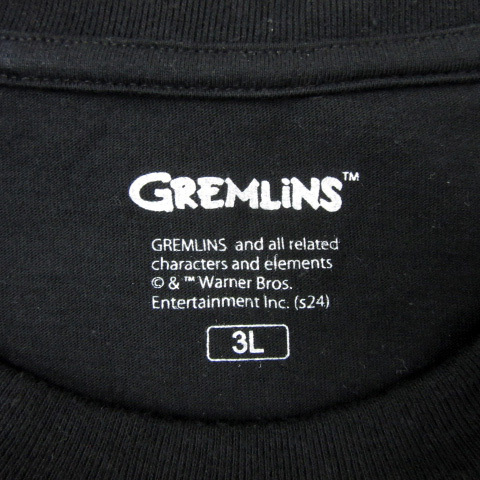 GREMLiNS™
GREMLINS and all related
characters and elements
© & ™ Warner Bros.
Entertainment Inc. (s24)
3L